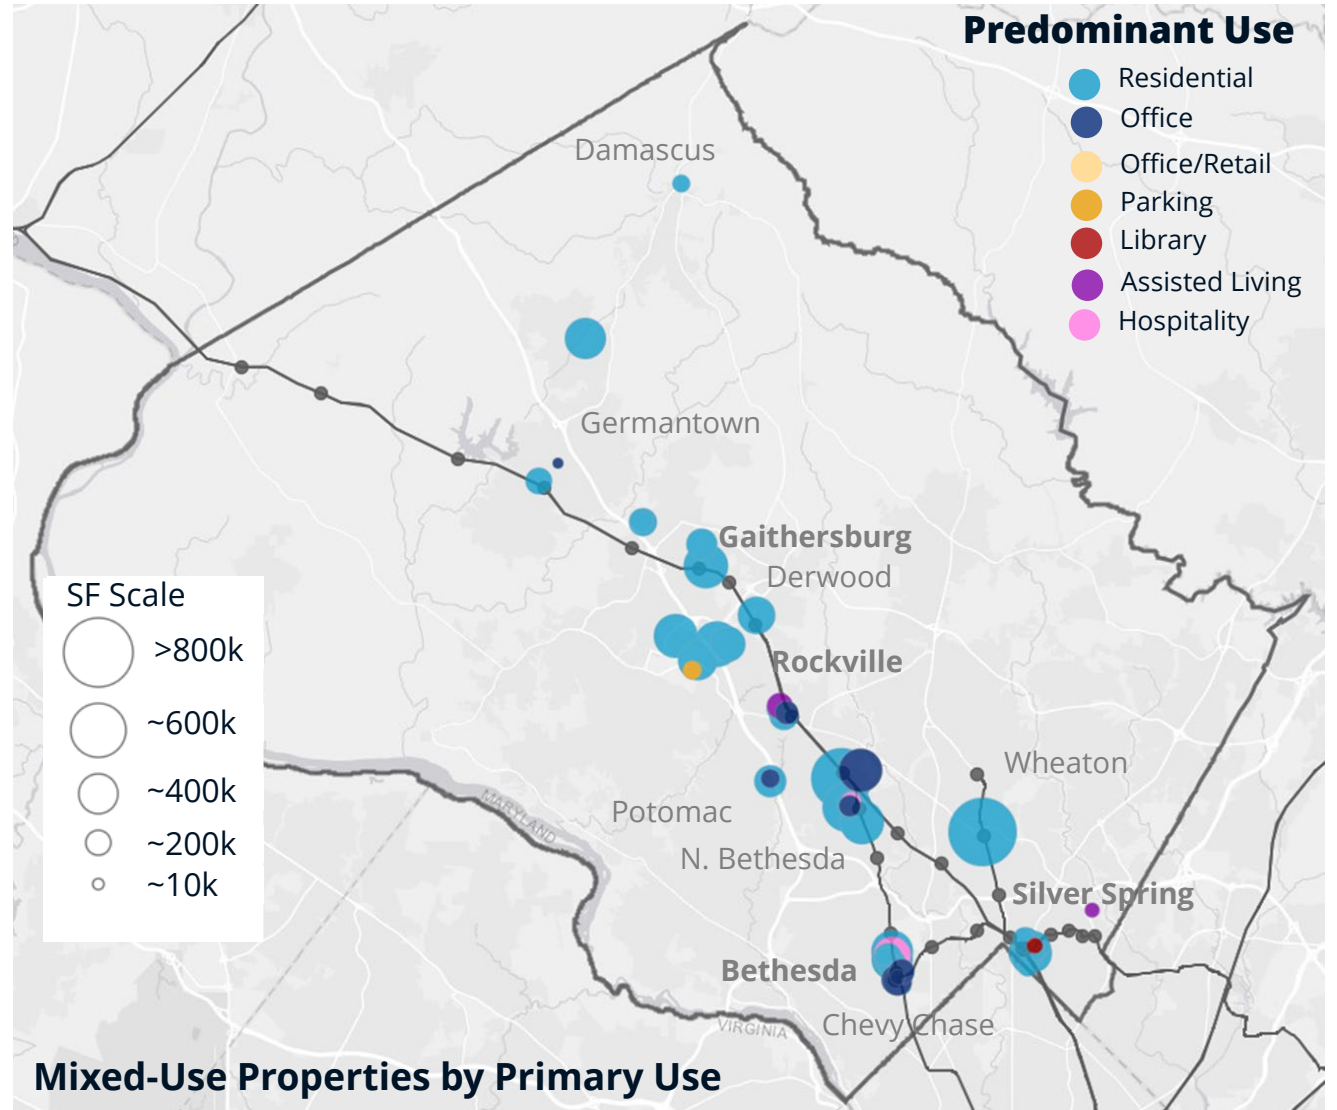 Predominant Use
Residential
Office
Office/Retail
Parking
Library
Assisted Living
Hospitality
Damascus
Germantown
Gaithersburg
Derwood
Rockville
SF Scale
>800k
~600k
~400k
~200k
~10k
Wheaton
Potomac
MARYLAND
N. Bethesda
Silver Spring
Bethesda
Chevy Chase
VIRGINIA
Mixed-Use Properties by Primary Use